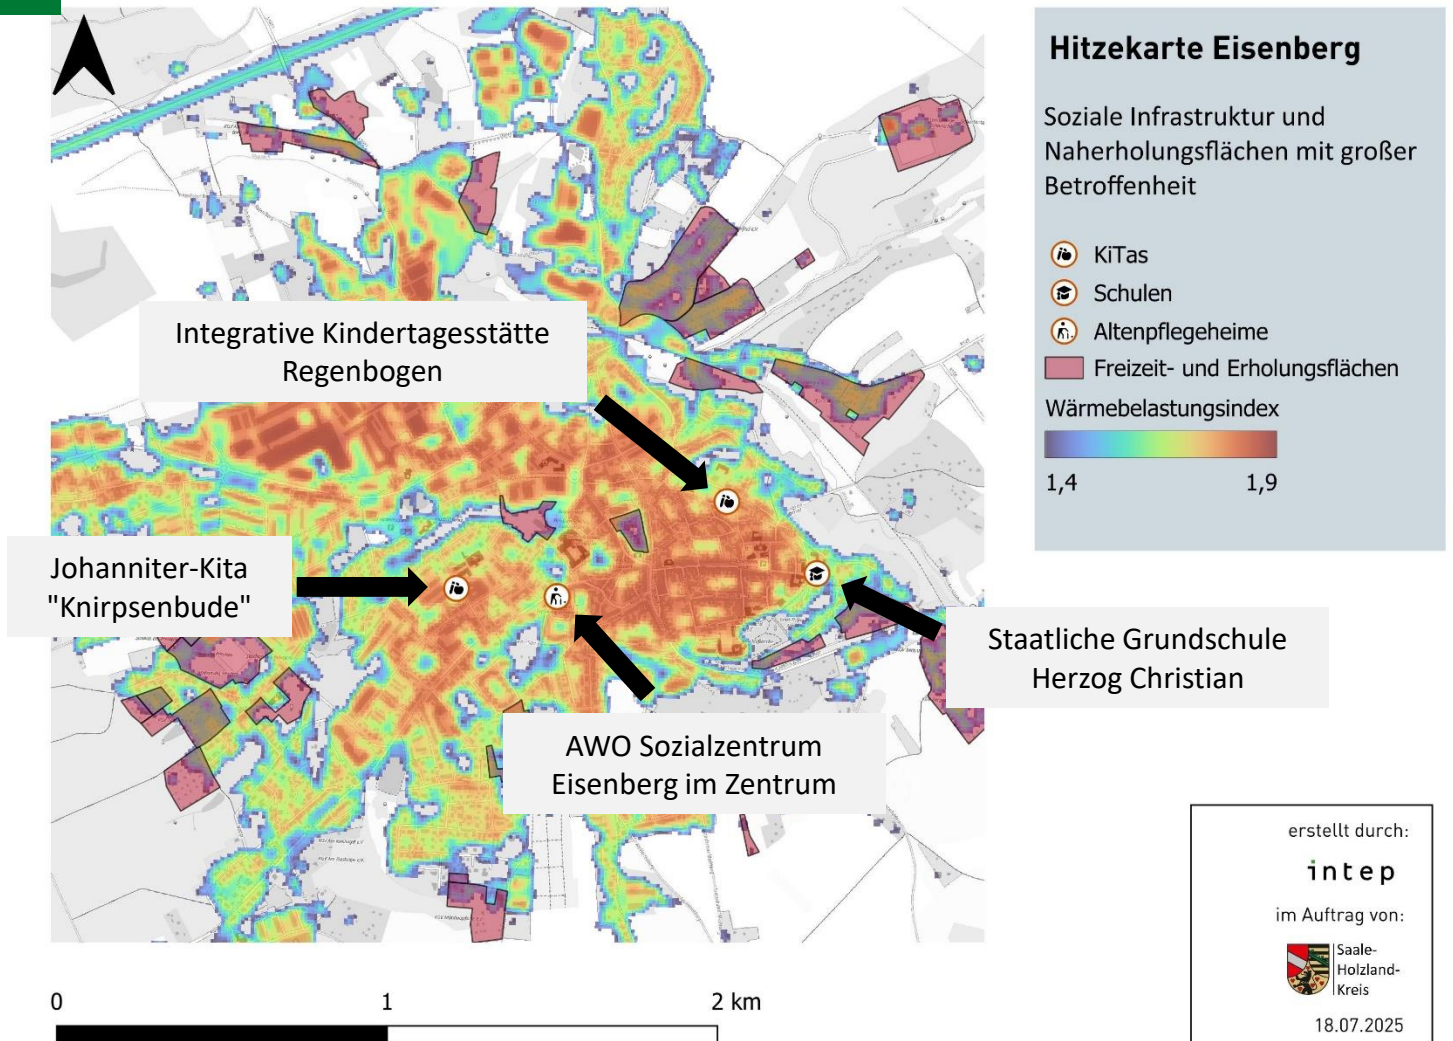 Hitzekarte Eisenberg
Soziale Infrastruktur und
Naherholungsflächen mit großer
Betroffenheit
KiTas
Schulen
Altenpflegeheime
Freizeit- und Erholungsflächen
Wärmebelastungsindex
1,4
1,9
Integrative Kindertagesstätte
Regenbogen
Johanniter-Kita
"Knirpsenbude"
Staatliche Grundschule
Herzog Christian
AWO Sozialzentrum
Eisenberg im Zentrum
erstellt durch:
intep
im Auftrag von:
Saale-
Holzland-
Kreis
18.07.2025
0
1
2 km